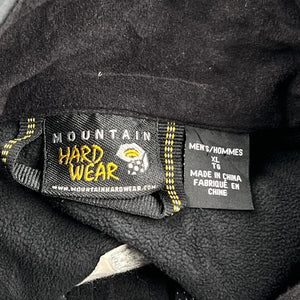 MOUNTAIN
HARD
WEAR
WWW.MOUNTAINHARDWEAR.COM
MEN'S/HOMMES
XL
TG
MADE IN CHINA
FABRIQUÉ EN
CHINE